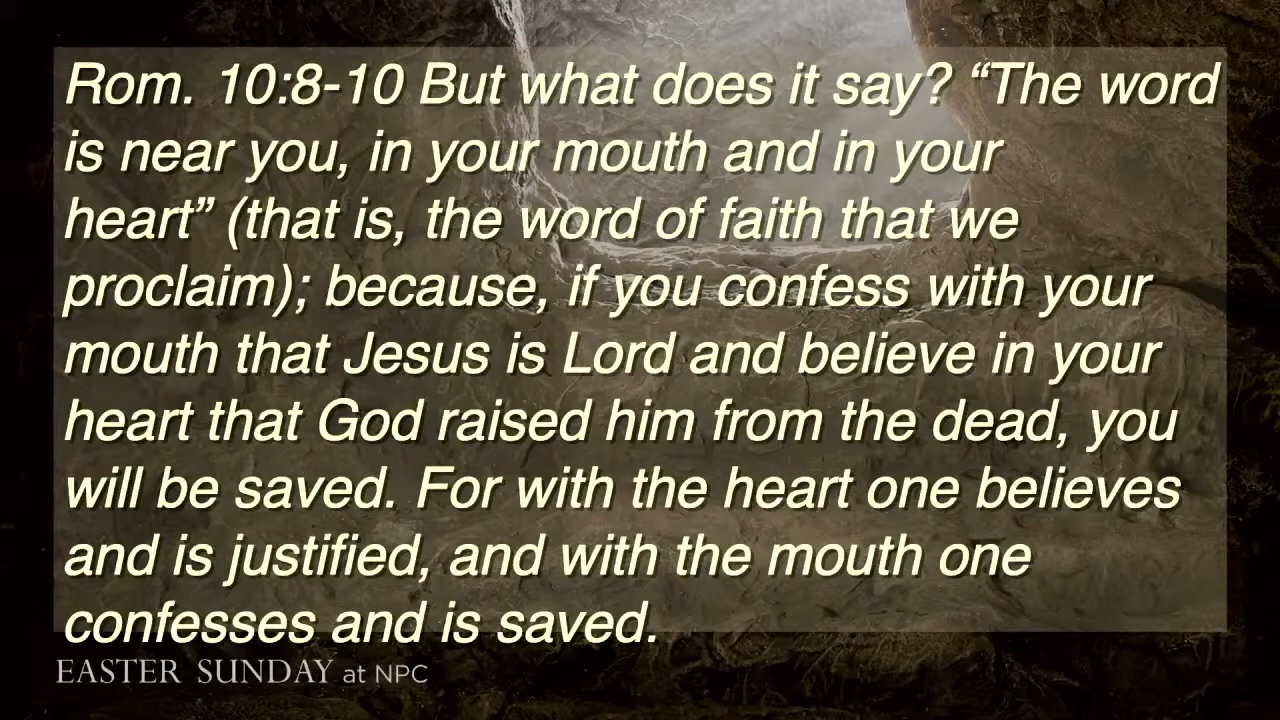 Rom. 10:8-10 But what does it say? “The word
is near you, in your mouth and in your
heart” (that is, the word of faith that we
proclaim); because, if you confess with your
mouth that Jesus is Lord and believe in your
heart that God raised him from the dead, you
will be saved. For with the heart one believes
and is justified, and with the mouth one
confesses and is saved.
EASTER SUNDAY at NPC